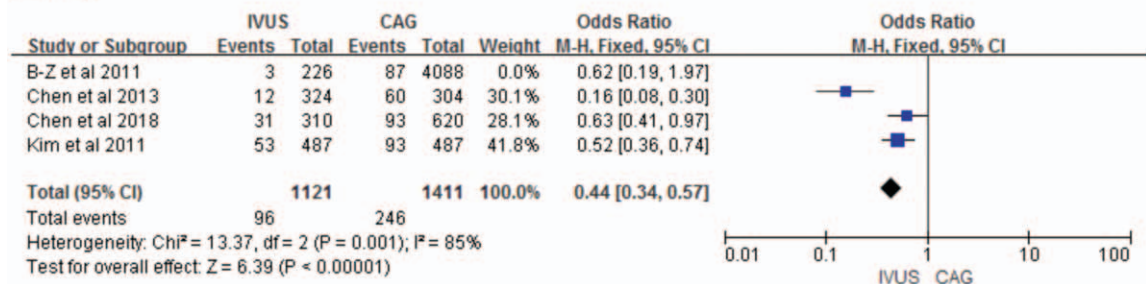 IVUS CAG Odds Ratio Odds Ratio
Study or Subgroup Events Total Events Total Weight M-H, Fixed, 95% CI M-H, Fixed, 95% CI
B-Z et al 2011 3 226 87 4088 0.0% 0.62 [0.19, 1.97]
Chen et al 2013 12 324 60 304 30.1% 0.16 [0.08, 0.30]
Chen et al 2018 31 310 93 620 28.1% 0.63 [0.41, 0.97]
Kim et al 2011 53 487 93 487 41.8% 0.52 [0.36, 0.74]
Total (95% CI) 1121 1411 100.0% 0.44 [0.34, 0.57]
Total events 96 246
Heterogeneity: Chi² = 13.37, df = 2 (P = 0.001); I² = 85%
Test for overall effect: Z = 6.39 (P < 0.00001)
0.01 0.1 1 10 100
IVUS CAG